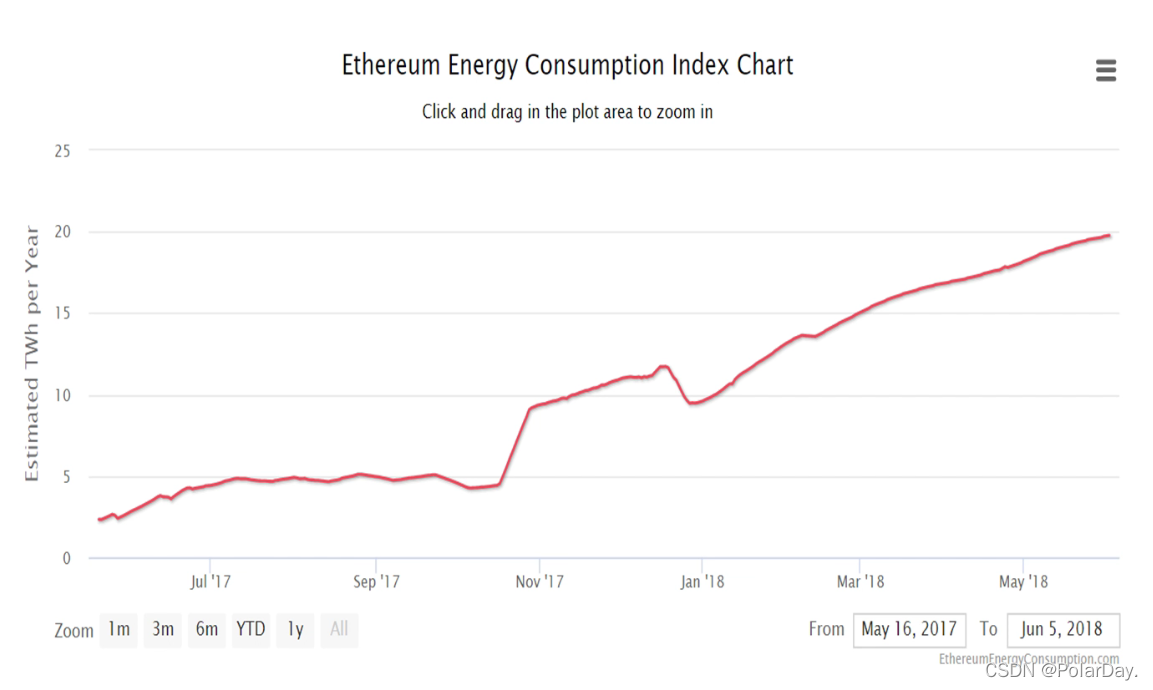 Ethereum Energy Consumption Index Chart
Click and drag in the plot area to zoom in
Estimated TWh per Year
25
20
15
10
5
0
Jul '17 Sep '17 Nov '17 Jan '18 Mar '18 May '18
Zoom 1m 3m 6m YTD 1y All From May 16, 2017 To Jun 5, 2018
EthereumEnergyConsumption.com
CSDN @PolarDay.